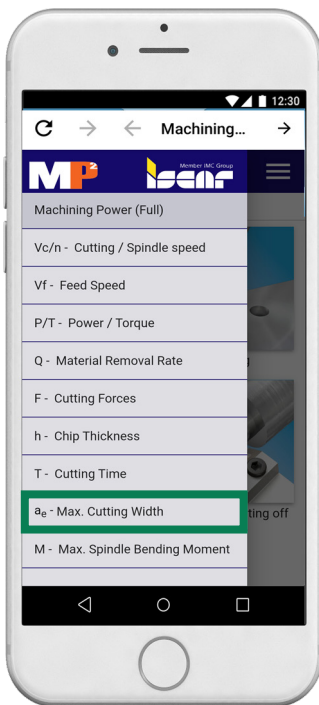 12:30
Machining...
MP²
Member IMC Group
Iscar
Machining Power (Full)
Vc/n - Cutting / Spindle speed
Vf - Feed Speed
P/T - Power / Torque
Q - Material Removal Rate
F - Cutting Forces
h - Chip Thickness
T - Cutting Time
ae - Max. Cutting Width
ting off
M - Max. Spindle Bending Moment